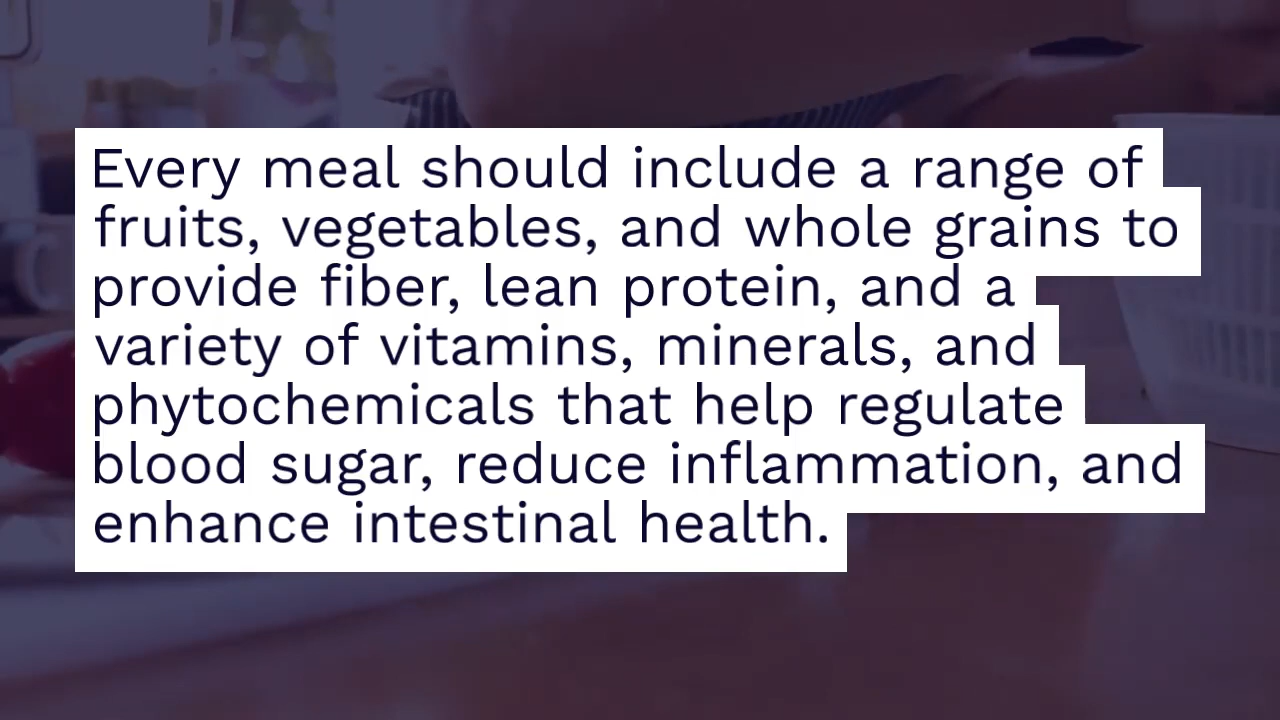 Every meal should include a range of
fruits, vegetables, and whole grains to
provide fiber, lean protein, and a
variety of vitamins, minerals, and
phytochemicals that help regulate
blood sugar, reduce inflammation, and
enhance intestinal health.